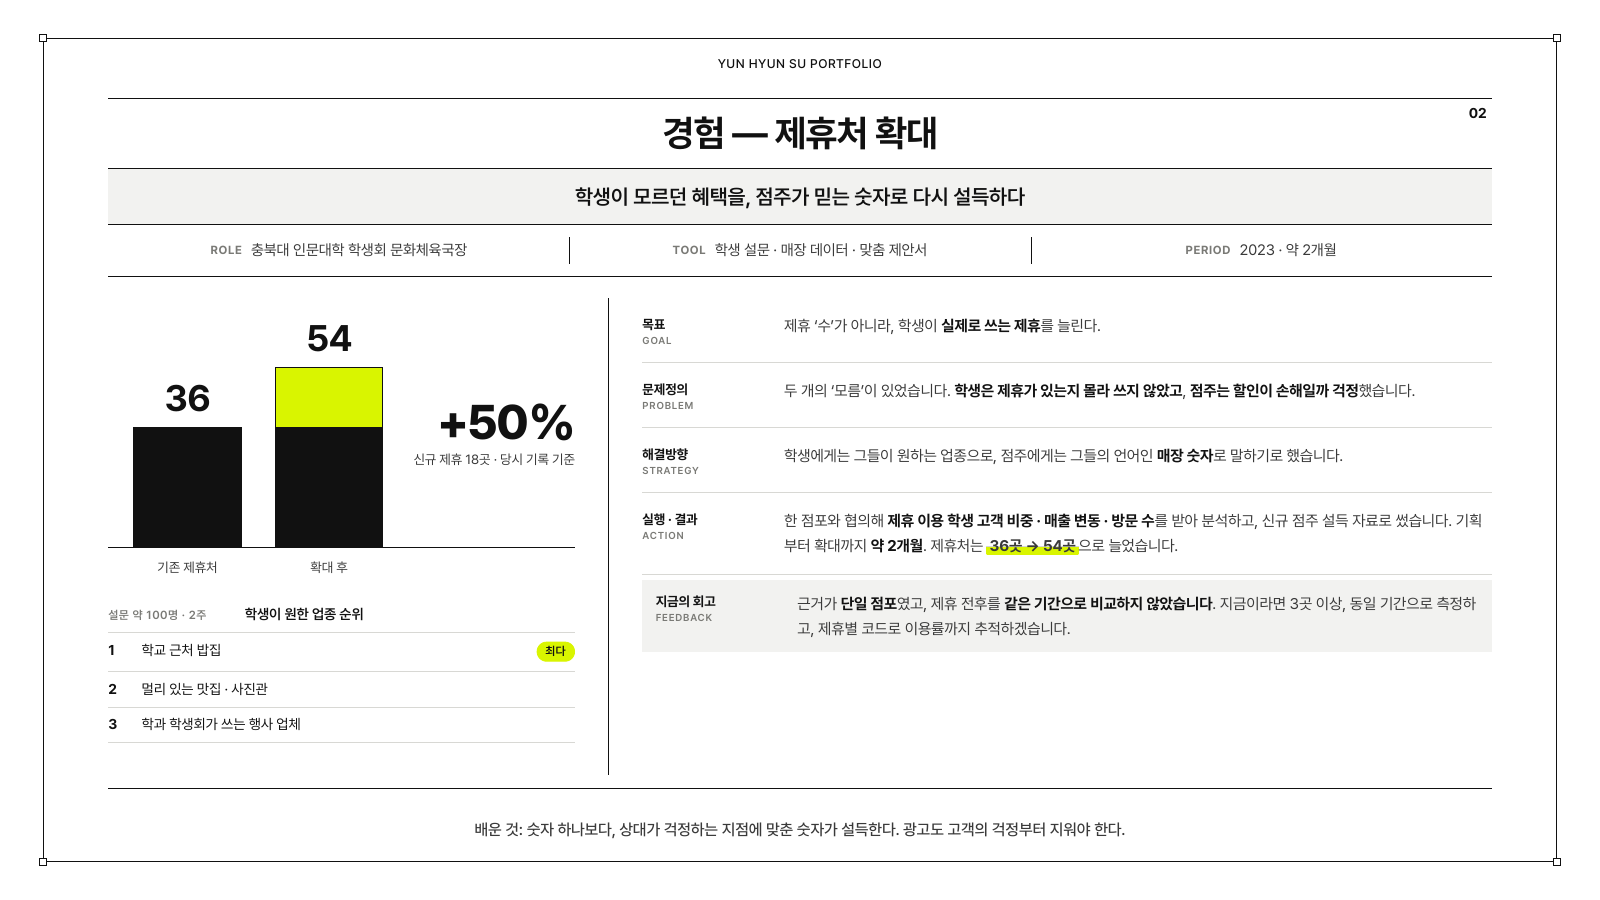 YUN HYUN SU PORTFOLIO
02
경험 — 제휴처 확대
학생이 모르던 혜택을, 점주가 믿는 숫자로 다시 설득하다
ROLE 충북대 인문대학 학생회 문화체육국장
TOOL 학생 설문 · 매장 데이터 · 맞춤 제안서
PERIOD 2023 · 약 2개월
54
36
+50%
신규 제휴 18곳 · 당시 기록 기준
기존 제휴처
확대 후
설문 약 100명 · 2주 학생이 원한 업종 순위
1 학교 근처 밥집 최다
2 멀리 있는 맛집 · 사진관
3 학과 학생회가 쓰는 행사 업체
목표
GOAL
제휴 ‘수’가 아니라, 학생이 실제로 쓰는 제휴를 늘린다.
문제정의
PROBLEM
두 개의 ‘모름’이 있었습니다. 학생은 제휴가 있는지 몰라 쓰지 않았고, 점주는 할인이 손해일까 걱정했습니다.
해결방향
STRATEGY
학생에게는 그들이 원하는 업종으로, 점주에게는 그들의 언어인 매장 숫자로 말하기로 했습니다.
실행 · 결과
ACTION
한 점포와 협의해 제휴 이용 학생 고객 비중 · 매출 변동 · 방문 수를 받아 분석하고, 신규 점주 설득 자료로 썼습니다. 기획
부터 확대까지 약 2개월. 제휴처는 36곳 → 54곳으로 늘었습니다.
지금의 회고
FEEDBACK
근거가 단일 점포였고, 제휴 전후를 같은 기간으로 비교하지 않았습니다. 지금이라면 3곳 이상, 동일 기간으로 측정하
고, 제휴별 코드로 이용률까지 추적하겠습니다.
배운 것: 숫자 하나보다, 상대가 걱정하는 지점에 맞춘 숫자가 설득한다. 광고도 고객의 걱정부터 지워야 한다.